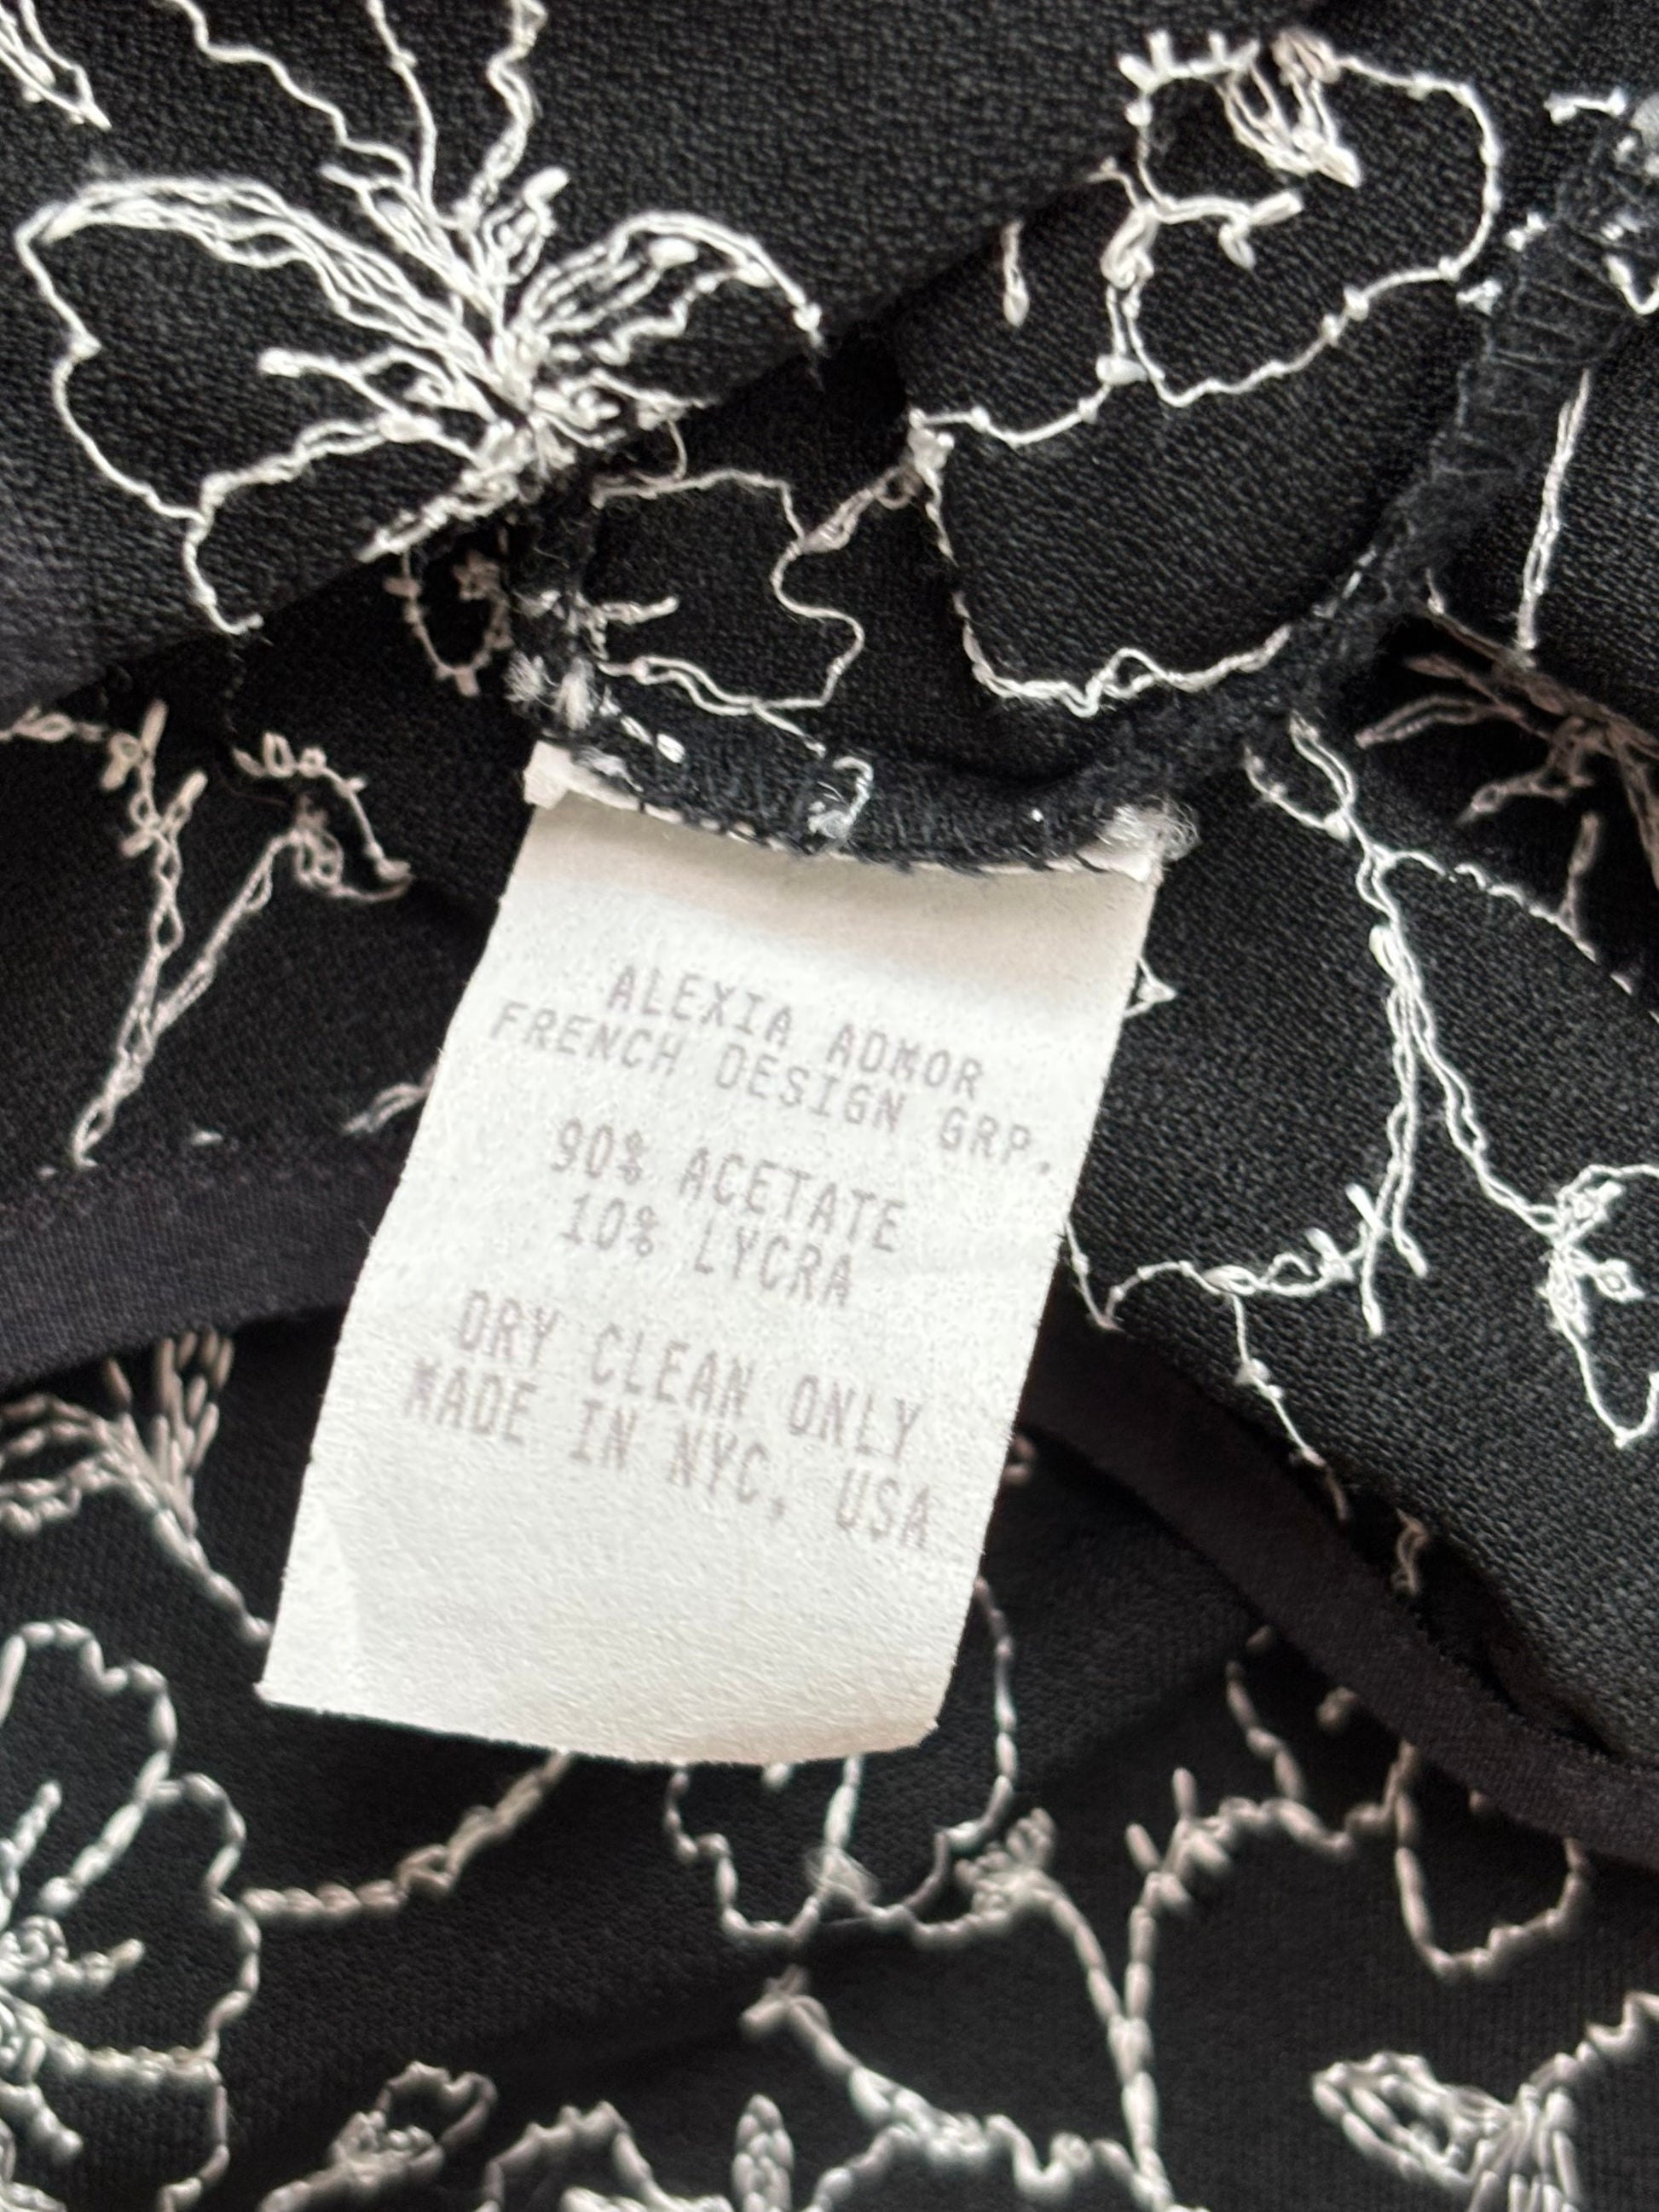 ALEXIA ADMOR
FRENCH DESIGN GRP.
90% ACETATE
10% LYCRA
DRY CLEAN ONLY
MADE IN NYC, USA